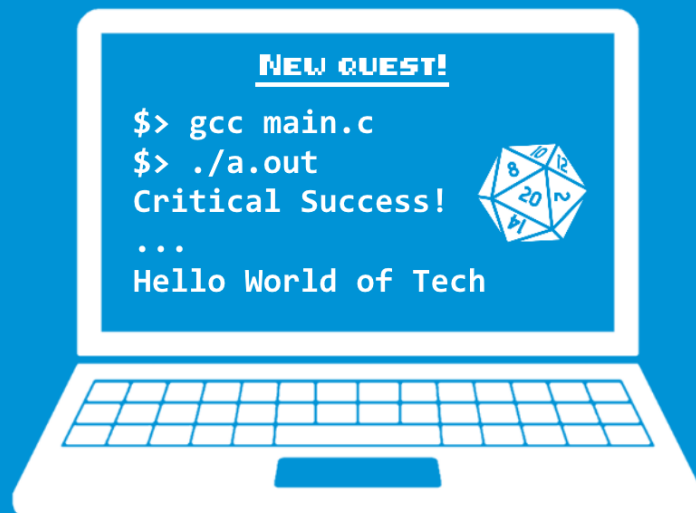 New quest!
$> gcc main.c
$> ./a.out
Critical Success!
...
Hello World of Tech
10
8
12
20
2
14